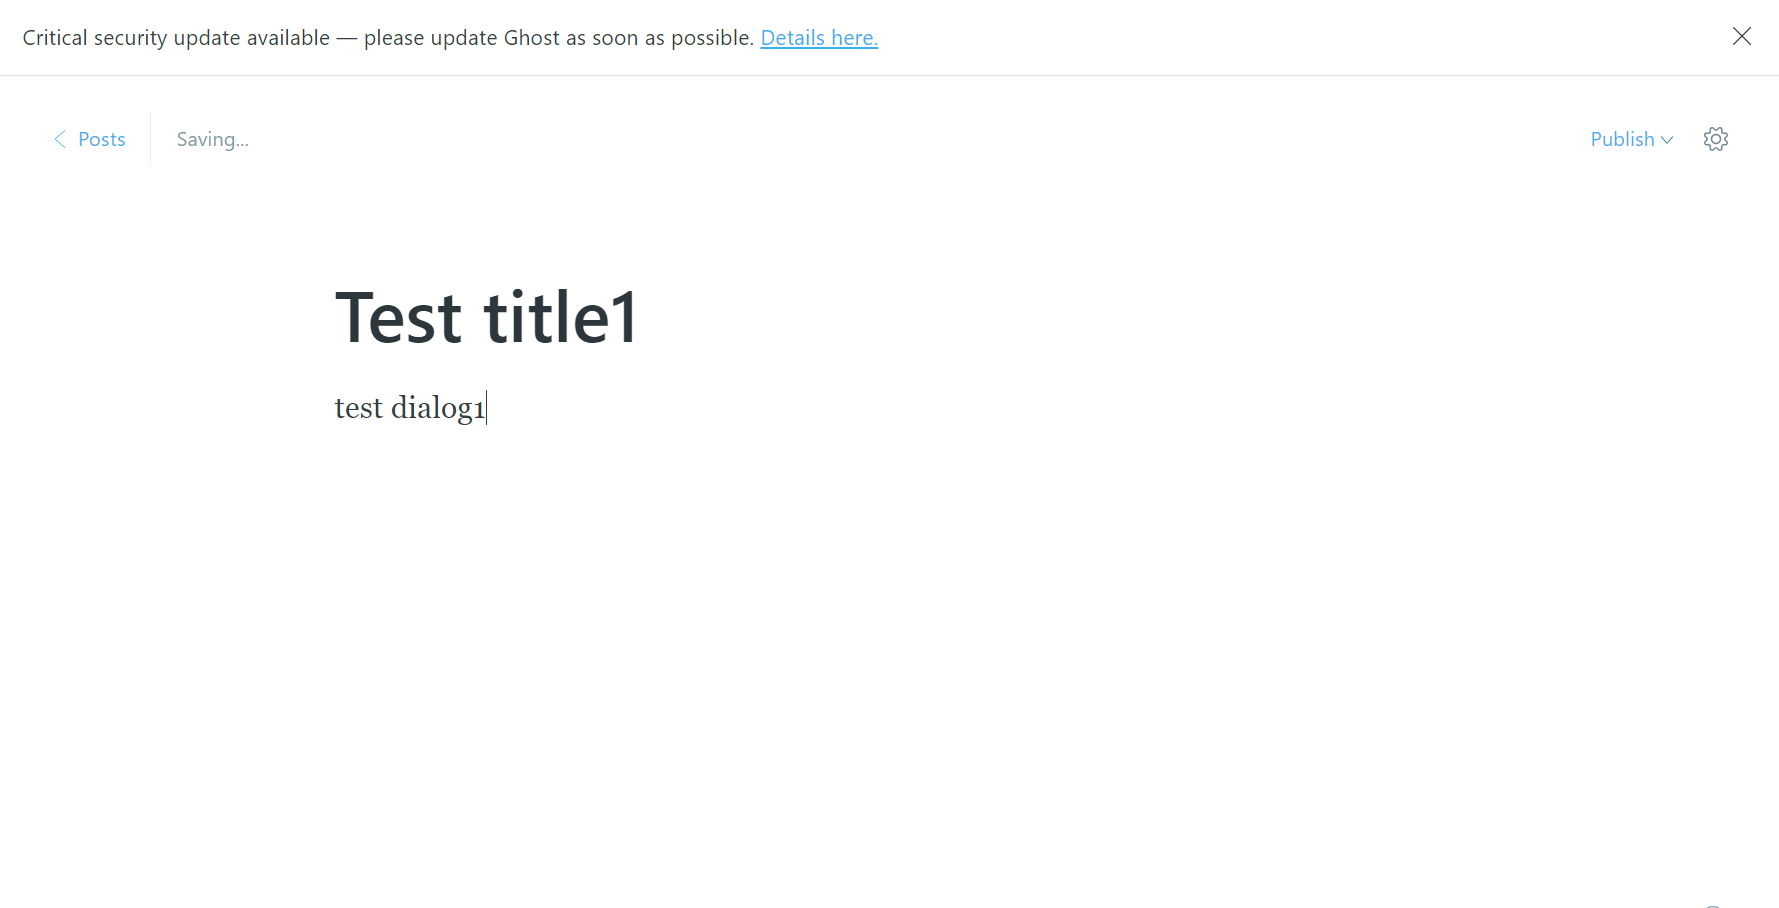 Critical security update available — please update Ghost as soon as possible. Details here.
Posts
Saving...
Publish
Test title1
test dialog1